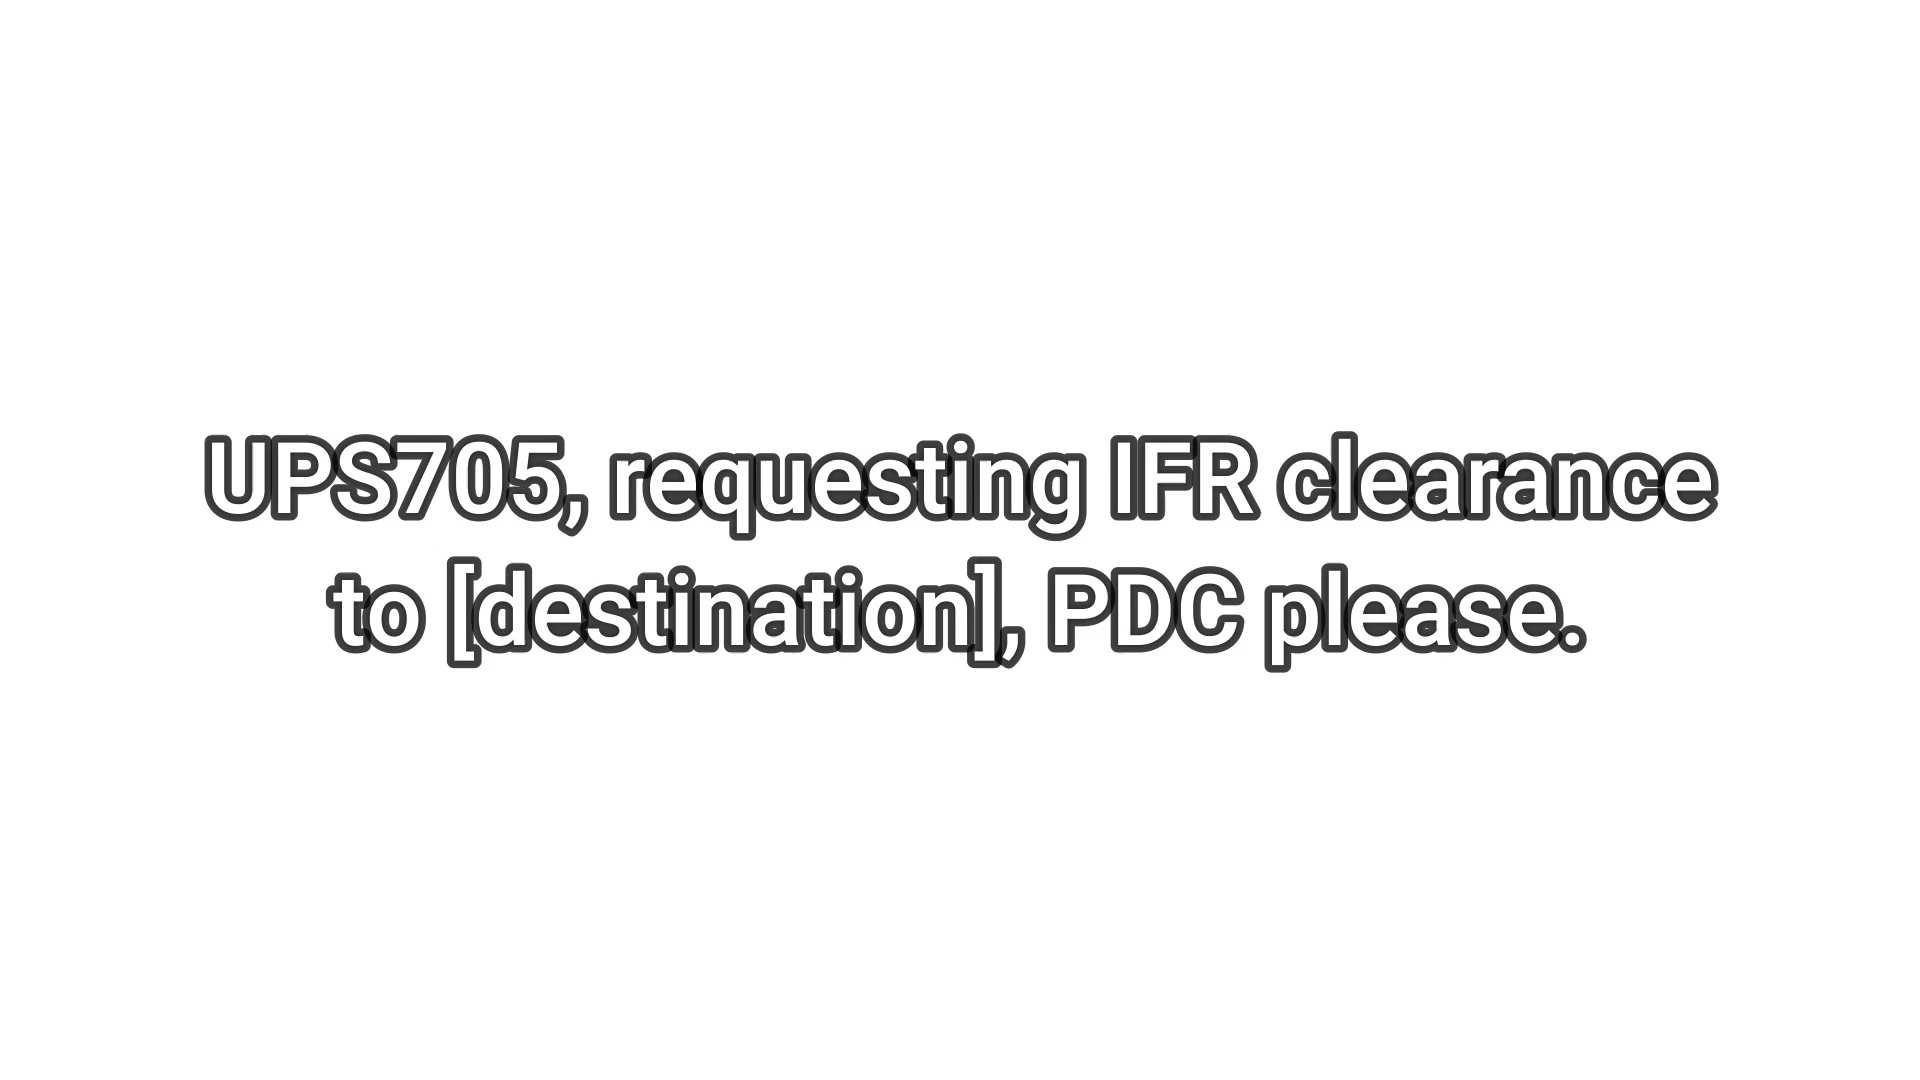 UPS705, requesting IFR clearance
to [destination], PDC please.